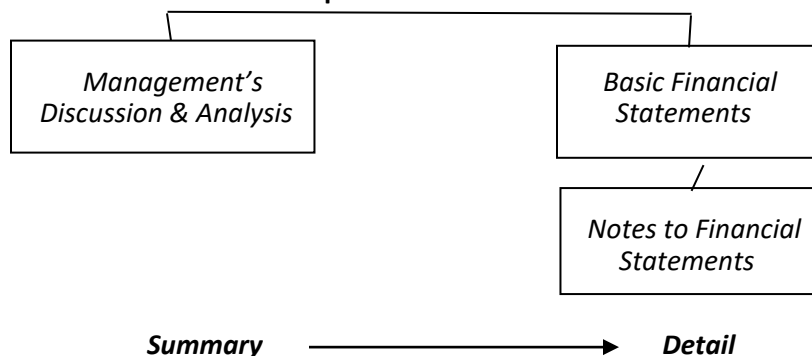 Management’s
Discussion & Analysis
Basic Financial
Statements
Notes to Financial
Statements
Summary
Detail